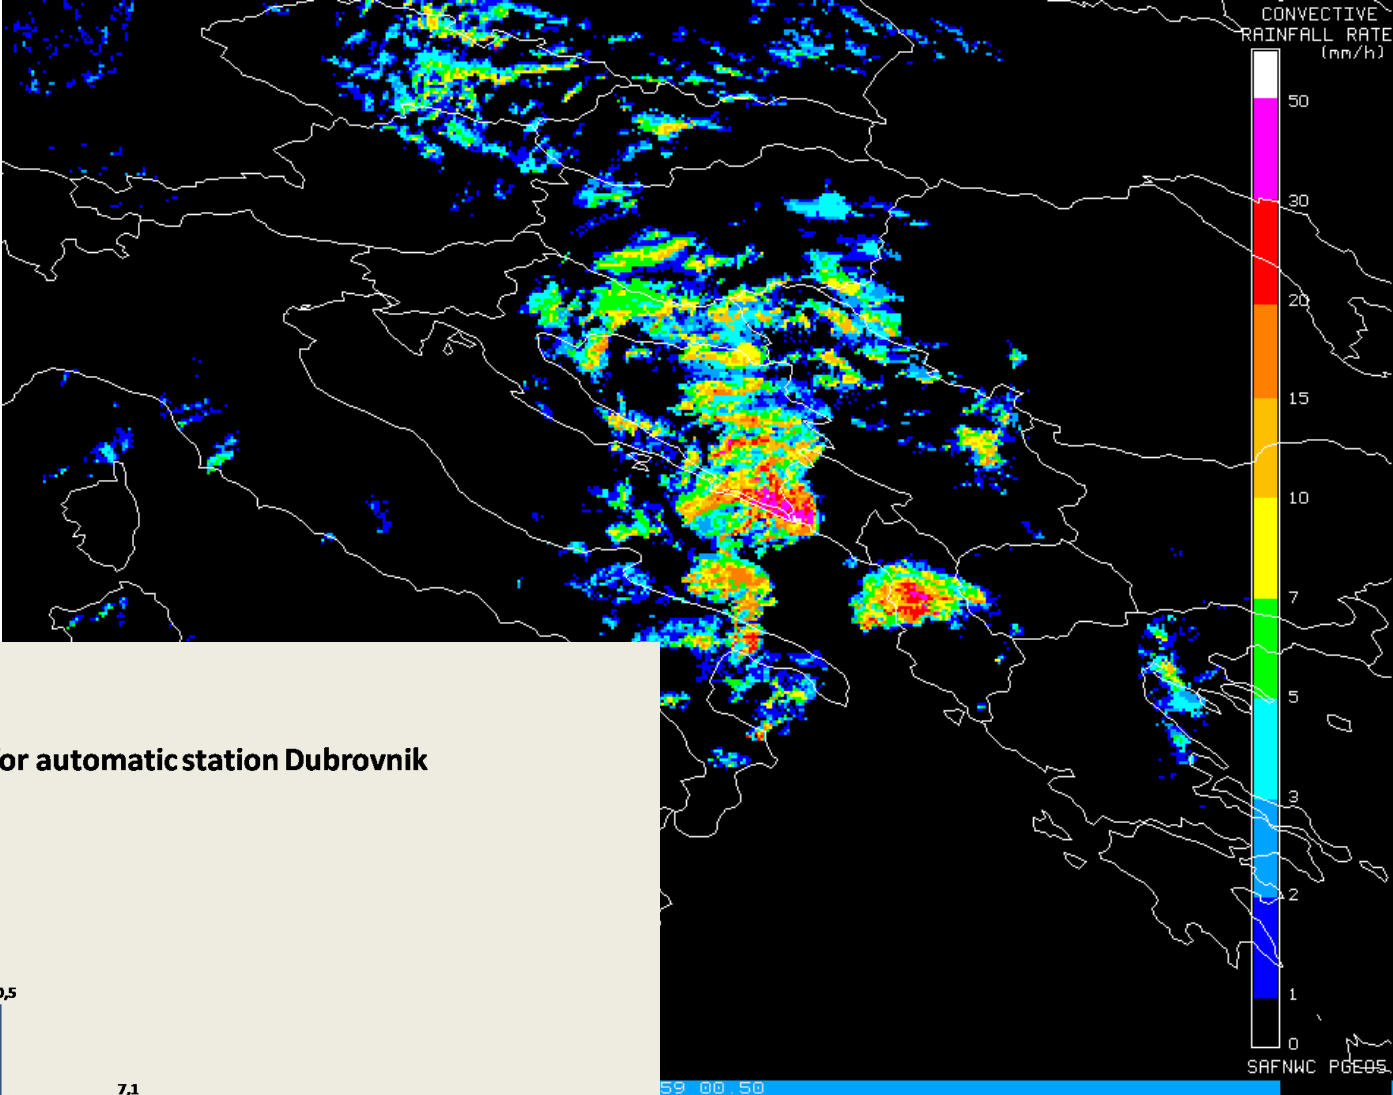 CONVECTIVE
RAINFALL RATE
(mm/h)
50
30
20
15
10
7
5
3
2
1
0
SAFNWC PGE05
or automatic station Dubrovnik
0,5
7,1
59 00.50